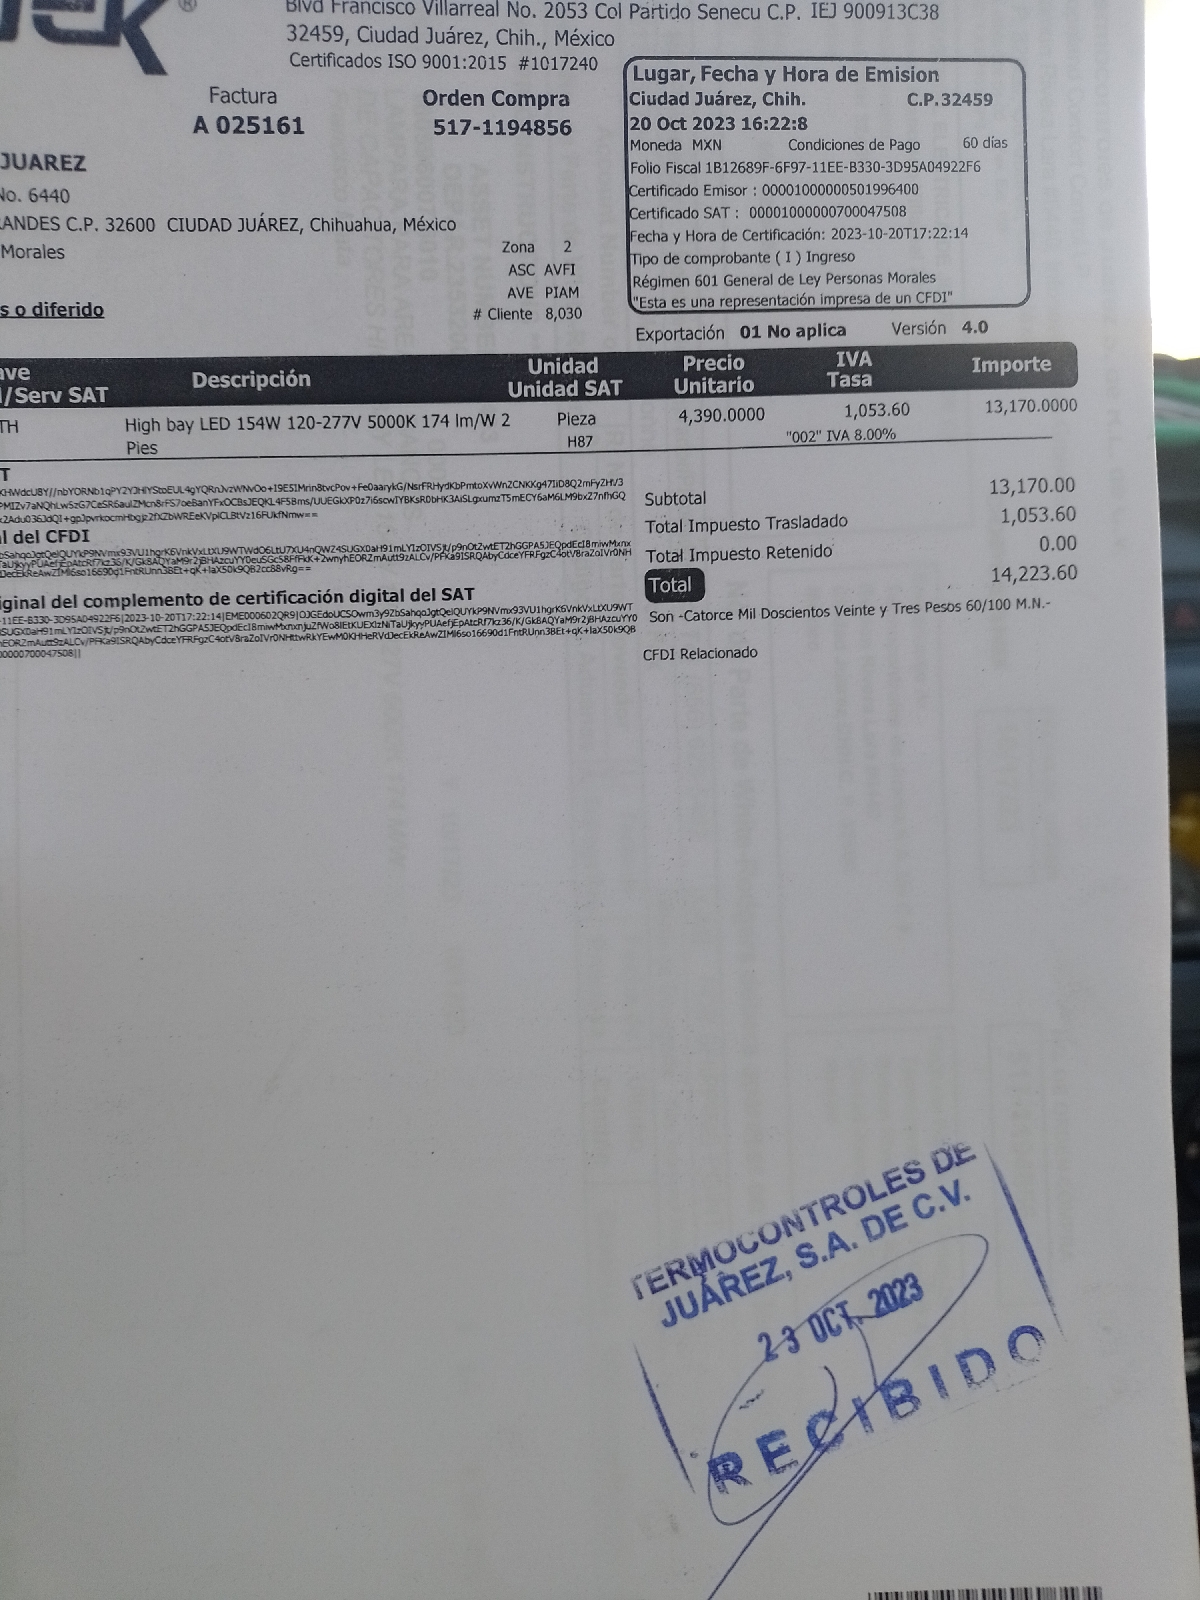 Blvd Francisco Villarreal No. 2053 Col Partido Senecu C.P. IEJ 900913C38
32459, Ciudad Juárez, Chih., México
Certificados ISO 9001:2015 #1017240
Factura
A 025161
Orden Compra
517-1194856
Lugar, Fecha y Hora de Emision
Ciudad Juárez, Chih. C.P.32459
20 Oct 2023 16:22:8
Moneda MXN Condiciones de Pago 60 días
Folio Fiscal 1B12689F-6F97-11EE-B330-3D95A04922F6
Certificado Emisor : 00001000000501996400
Certificado SAT : 00001000000700047508
Fecha y Hora de Certificación: 2023-10-20T17:22:14
Tipo de comprobante ( I ) Ingreso
Régimen 601 General de Ley Personas Morales
"Esta es una representación impresa de un CFDI"
JUAREZ
No. 6440
ANDES C.P. 32600 CIUDAD JUÁREZ, Chihuahua, México
Morales
Zona 2
ASC AVFI
AVE PIAM
# Cliente 8,030
s o diferido
Exportación 01 No aplica Versión 4.0
ave
/Serv SAT
Descripción
Unidad
Unidad SAT
Precio
Unitario
IVA
Tasa
Importe
TH
High bay LED 154W 120-277V 5000K 174 lm/W 2
Pies
Pieza
H87
4,390.0000
1,053.60
"002" IVA 8.00%
13,170.0000
T
l del CFDI
iginal del complemento de certificación digital del SAT
0000700047508||
Subtotal 13,170.00
Total Impuesto Trasladado 1,053.60
Total Impuesto Retenido 0.00
Total 14,223.60
Son -Catorce Mil Doscientos Veinte y Tres Pesos 60/100 M.N.-
CFDI Relacionado
TERMOCONTROLES DE
JUÁREZ, S.A. DE C.V.
23 OCT. 2023
RECIBIDO